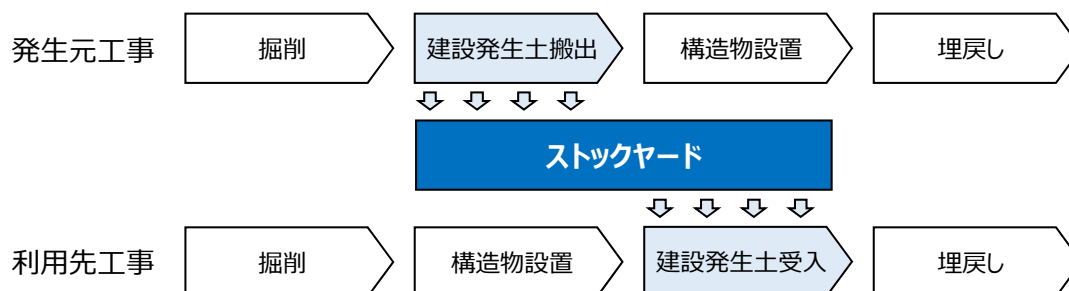 発生元工事
掘削
建設発生土搬出
構造物設置
埋戻し
ストックヤード
利用先工事
掘削
構造物設置
建設発生土受入
埋戻し